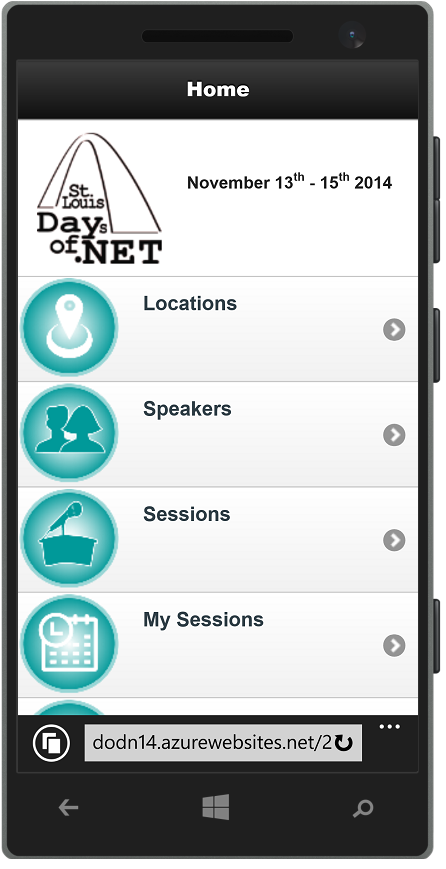 Home
St.
Louis
Days
of.NET
November 13th - 15th 2014
Locations
Speakers
Sessions
My Sessions
dodn14.azurewebsites.net/2